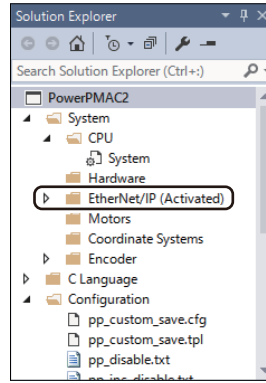 Solution Explorer
Search Solution Explorer (Ctrl+:)
PowerPMAC2
System
CPU
System
Hardware
EtherNet/IP (Activated)
Motors
Coordinate Systems
Encoder
C Language
Configuration
pp_custom_save.cfg
pp_custom_save.tpl
pp_disable.txt